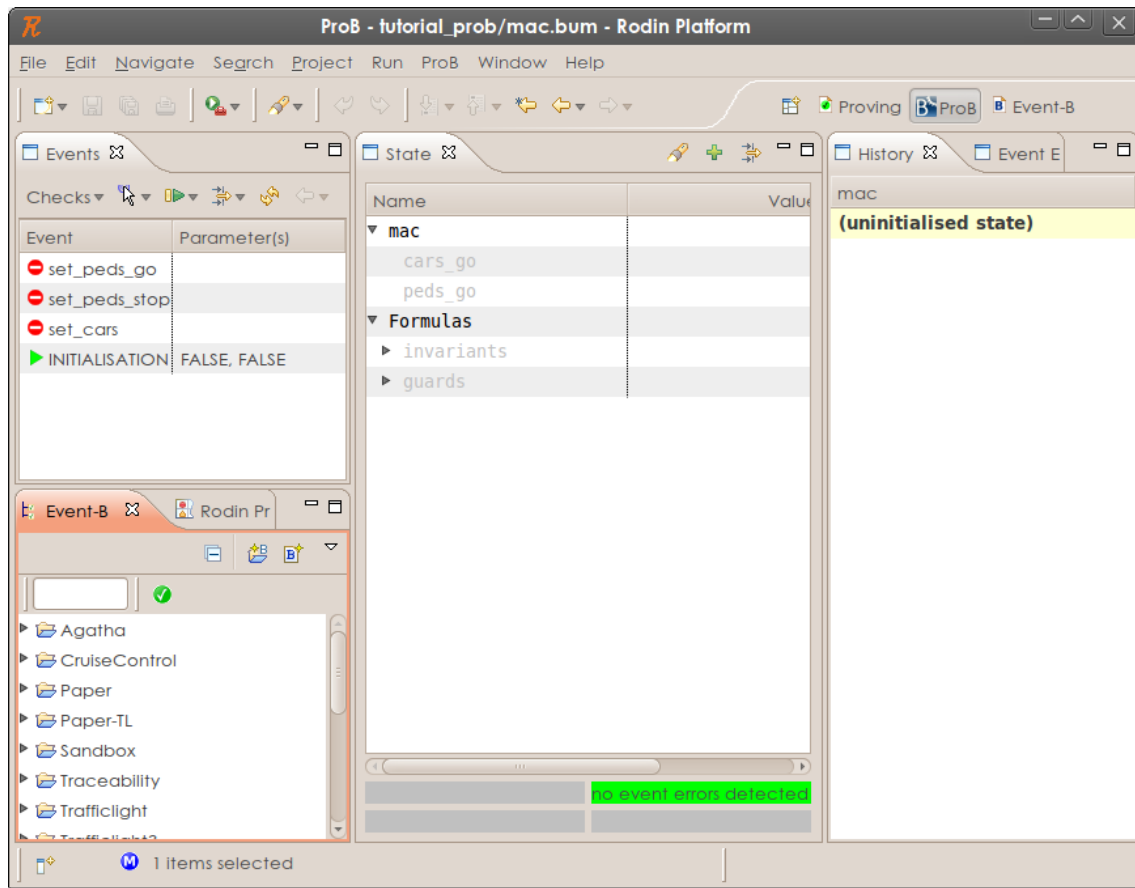 ProB - tutorial_prob/mac.bum - Rodin Platform
File Edit Navigate Search Project Run ProB Window Help
Proving ProB Event-B
Events
Checks
Event Parameter(s)
set_peds_go
set_peds_stop
set_cars
INITIALISATION FALSE, FALSE
Event-B Rodin Pr
Agatha
CruiseControl
Paper
Paper-TL
Sandbox
Traceability
Trafficlight
State
Name Value
mac
cars_go
peds_go
Formulas
invariants
guards
no event errors detected
History Event E
mac
(uninitialised state)
1 items selected